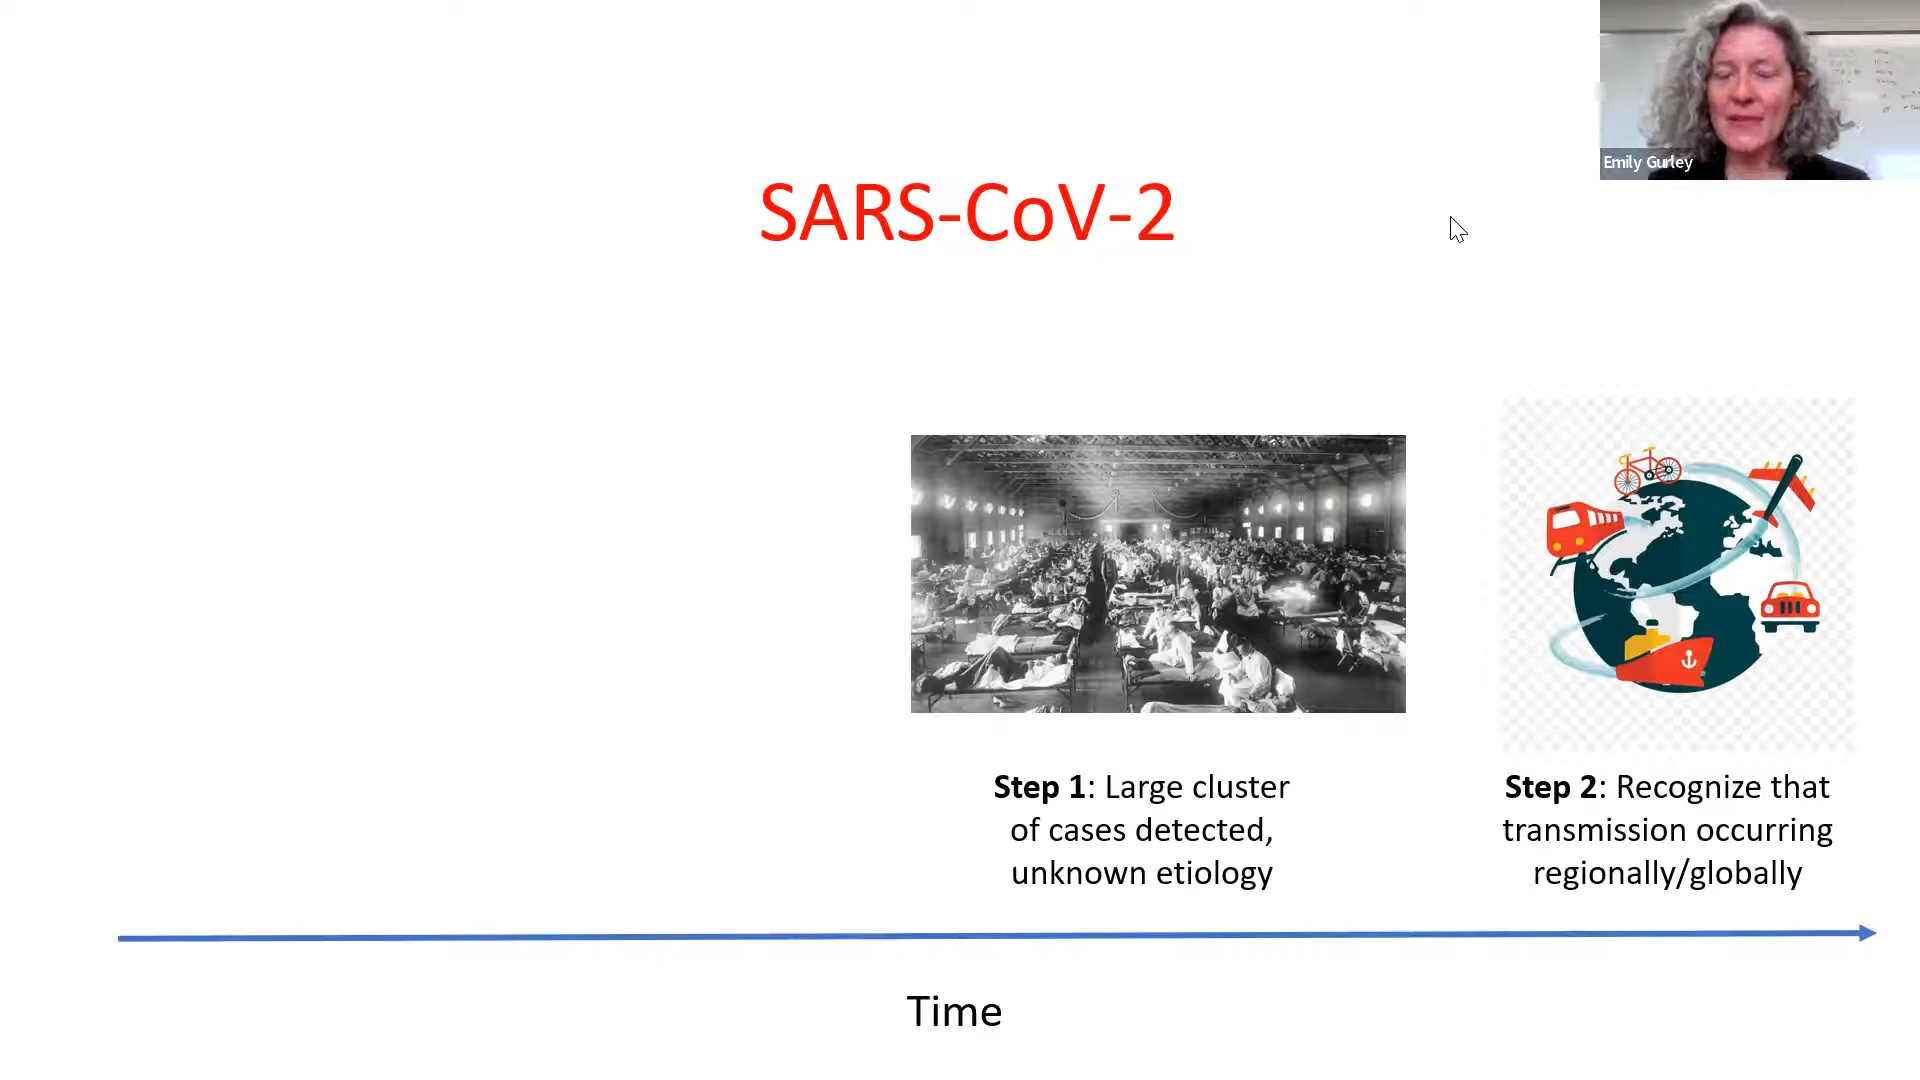 Emily Gurley
SARS-CoV-2
Step 1: Large cluster
of cases detected,
unknown etiology
Step 2: Recognize that
transmission occurring
regionally/globally
Time